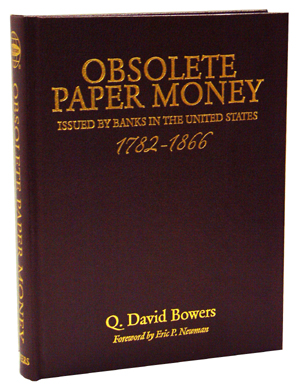 OBSOLETE
PAPER MONEY
ISSUED BY BANKS IN THE UNITED STATES
1782-1866
Q. David Bowers
Foreword by Eric P. Newman
OBSOLETE PAPER MONEY